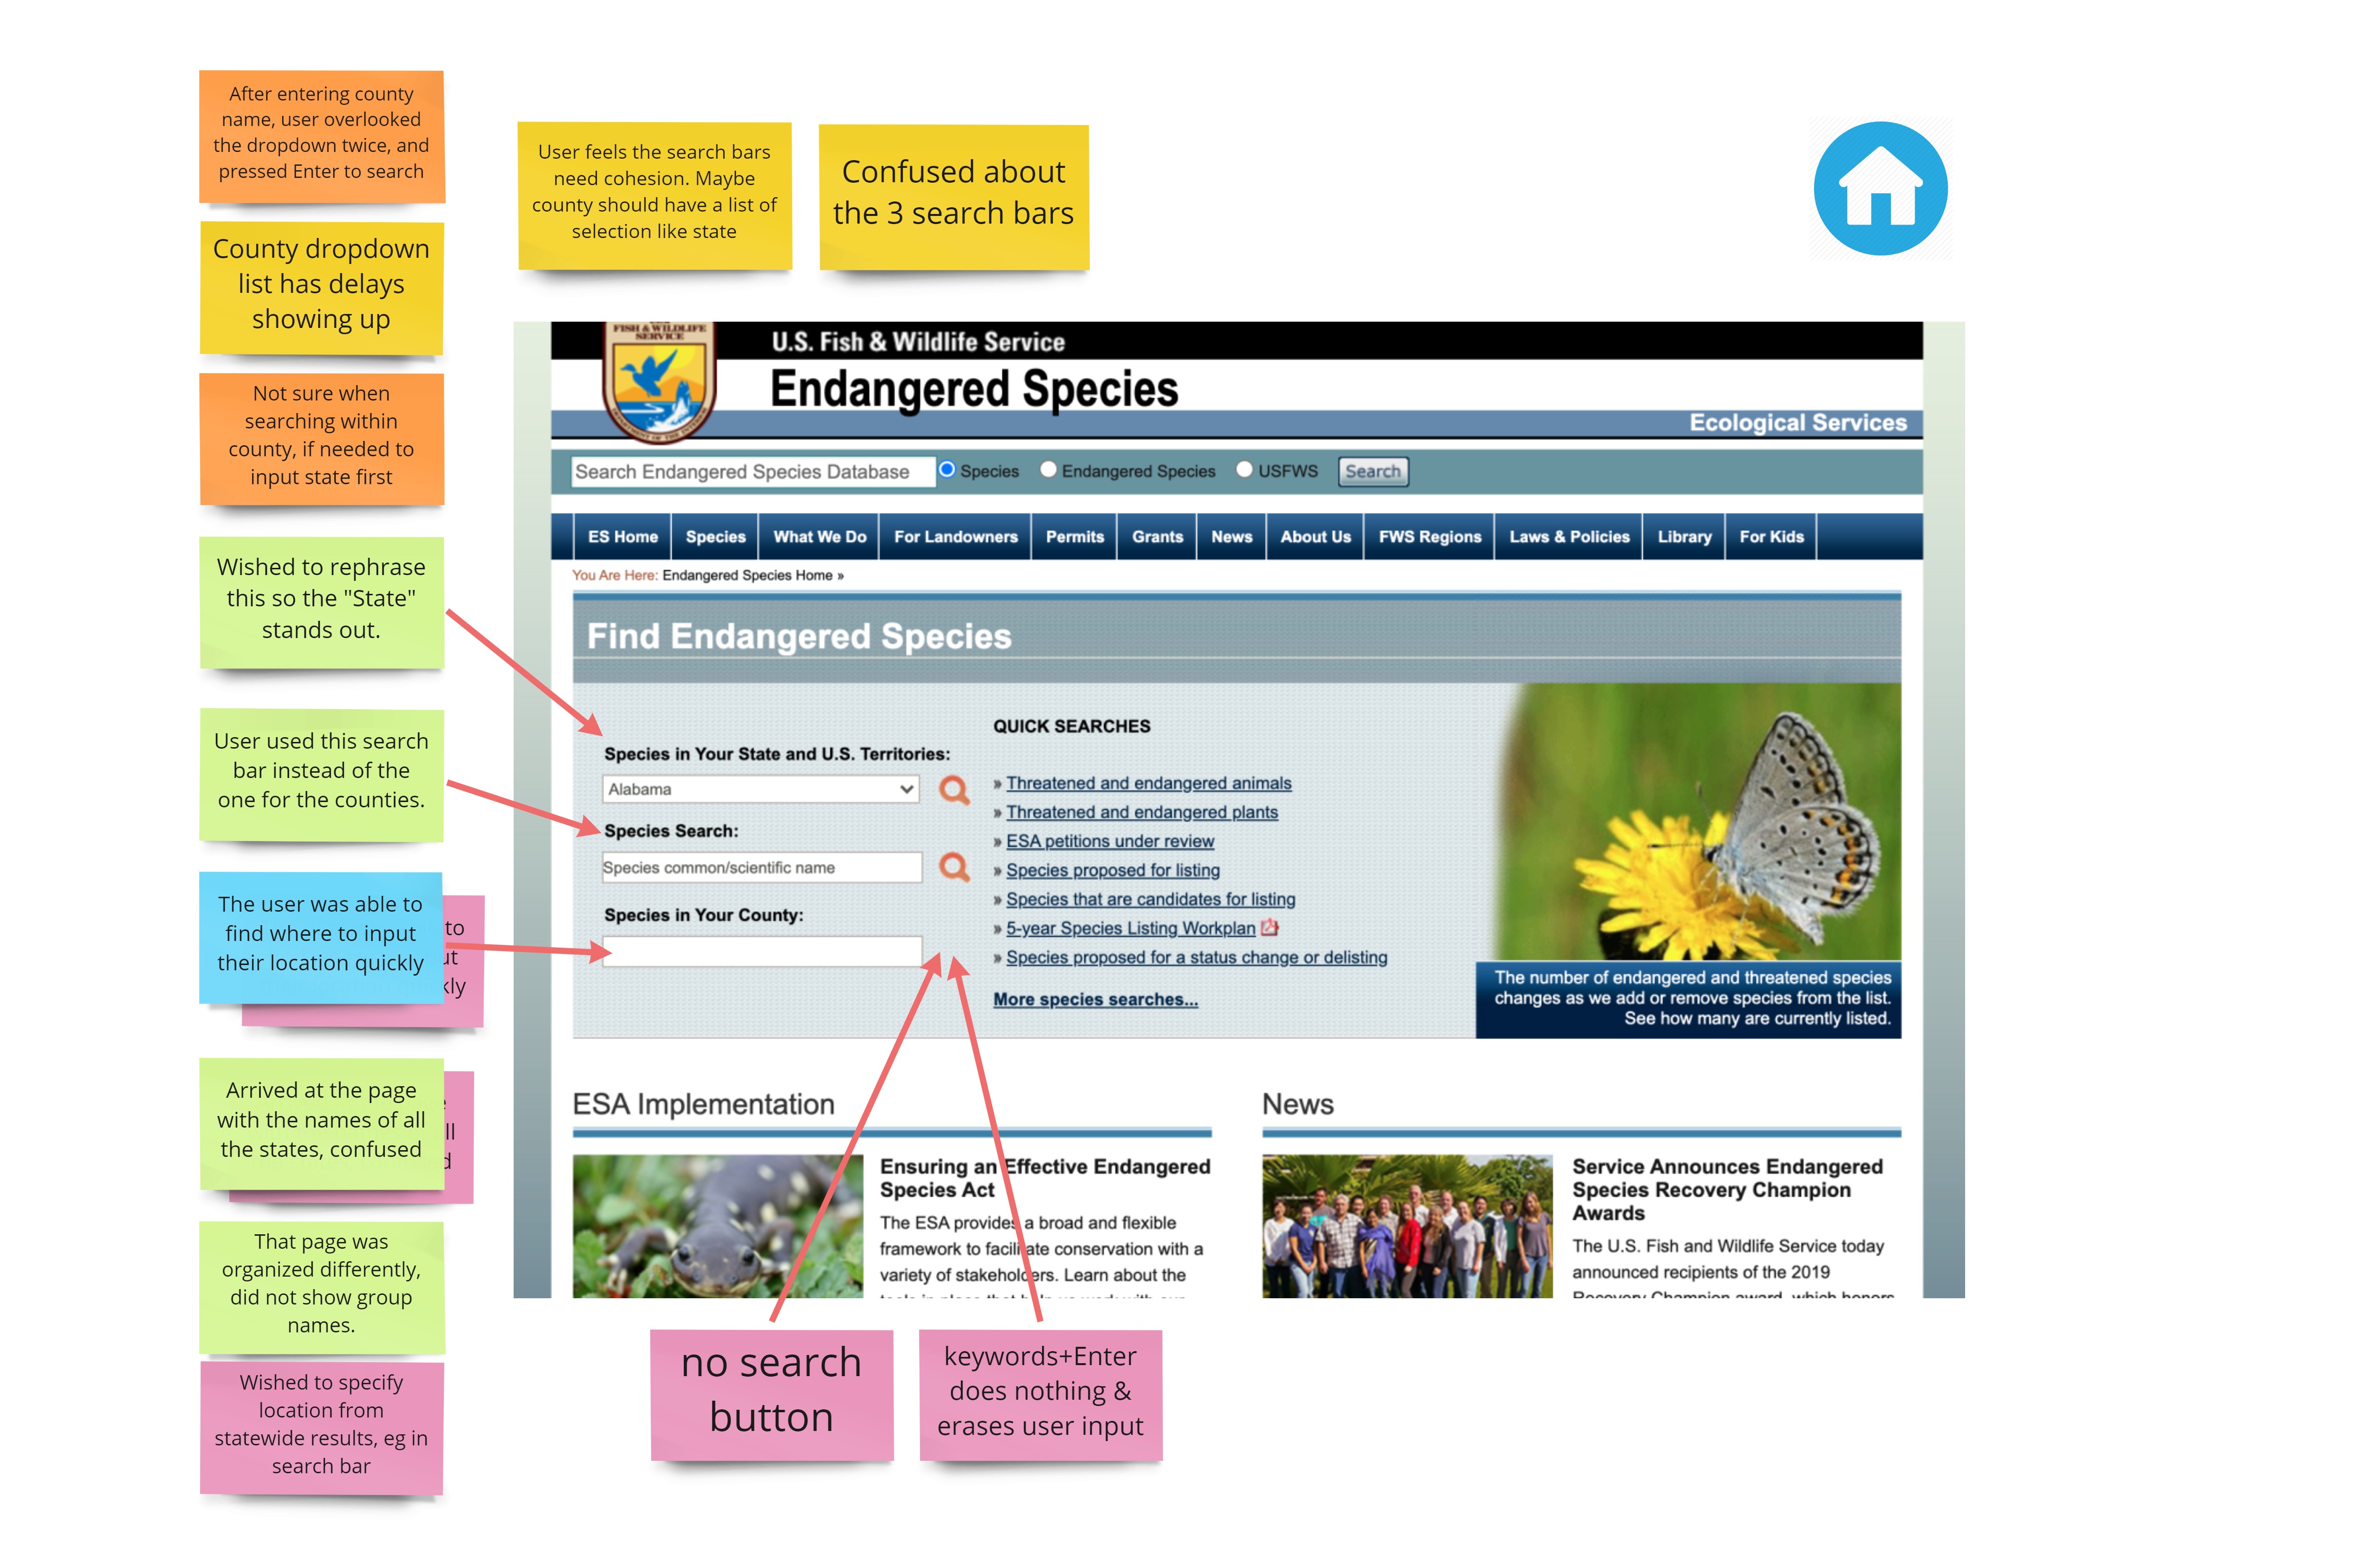 After entering county
name, user overlooked
the dropdown twice, and
pressed Enter to search
County dropdown
list has delays
showing up
Not sure when
searching within
county, if needed to
input state first
Wished to rephrase
this so the "State"
stands out.
User used this search
bar instead of the
one for the counties.
The user was able to
find where to input
their location quickly
to
kly
Arrived at the page
with the names of all
the states, confused
That page was
organized differently,
did not show group
names.
Wished to specify
location from
statewide results, eg in
search bar
User feels the search bars
need cohesion. Maybe
county should have a list of
selection like state
Confused about
the 3 search bars
FISH & WILDLIFE
SERVICE
DEPARTMENT OF THE INTERIOR
U.S. Fish & Wildlife Service
Endangered Species
Ecological Services
Search Endangered Species Database Species Endangered Species USFWS Search
ES Home Species What We Do For Landowners Permits Grants News About Us FWS Regions Laws & Policies Library For Kids
You Are Here: Endangered Species Home »
Find Endangered Species
Species in Your State and U.S. Territories:
Alabama
Species Search:
Species common/scientific name
Species in Your County:
QUICK SEARCHES
» Threatened and endangered animals
» Threatened and endangered plants
» ESA petitions under review
» Species proposed for listing
» Species that are candidates for listing
» 5-year Species Listing Workplan
» Species proposed for a status change or delisting
More species searches...
The number of endangered and threatened species
changes as we add or remove species from the list.
See how many are currently listed.
ESA Implementation
Ensuring an Effective Endangered
Species Act
The ESA provides a broad and flexible
framework to facilitate conservation with a
variety of stakeholders. Learn about the
News
Service Announces Endangered
Species Recovery Champion
Awards
The U.S. Fish and Wildlife Service today
announced recipients of the 2019
Recovery Champion award, which honors
no search
button
keywords+Enter
does nothing &
erases user input